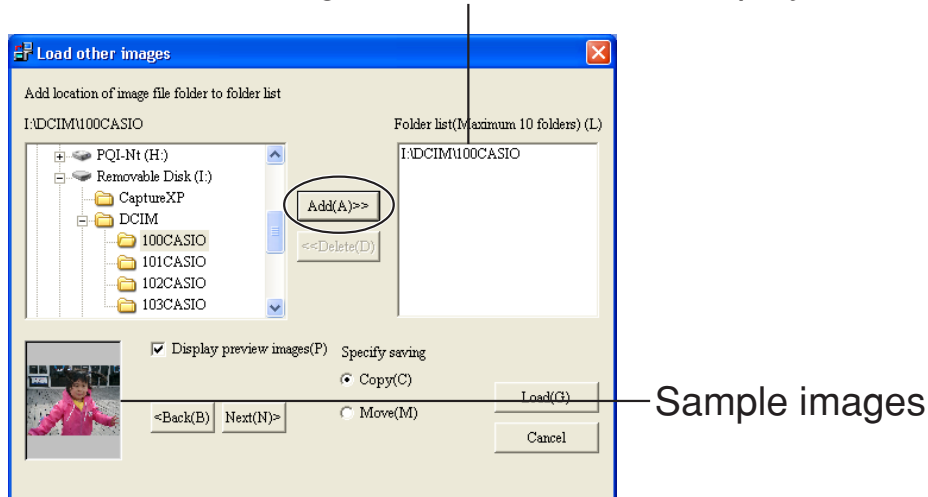 Load other images
Add location of image file folder to folder list
I:\DCIM\100CASIO
Folder list(Maximum 10 folders) (L)
PQI-Nt (H:)
Removable Disk (I:)
CaptureXP
DCIM
100CASIO
101CASIO
102CASIO
103CASIO
Add(A)>>
<<Delete(D)
I:\DCIM\100CASIO
Display preview images(P)
Specify saving
Copy(C)
Move(M)
<Back(B)
Next(N)>
Load(G)
Cancel
Sample images